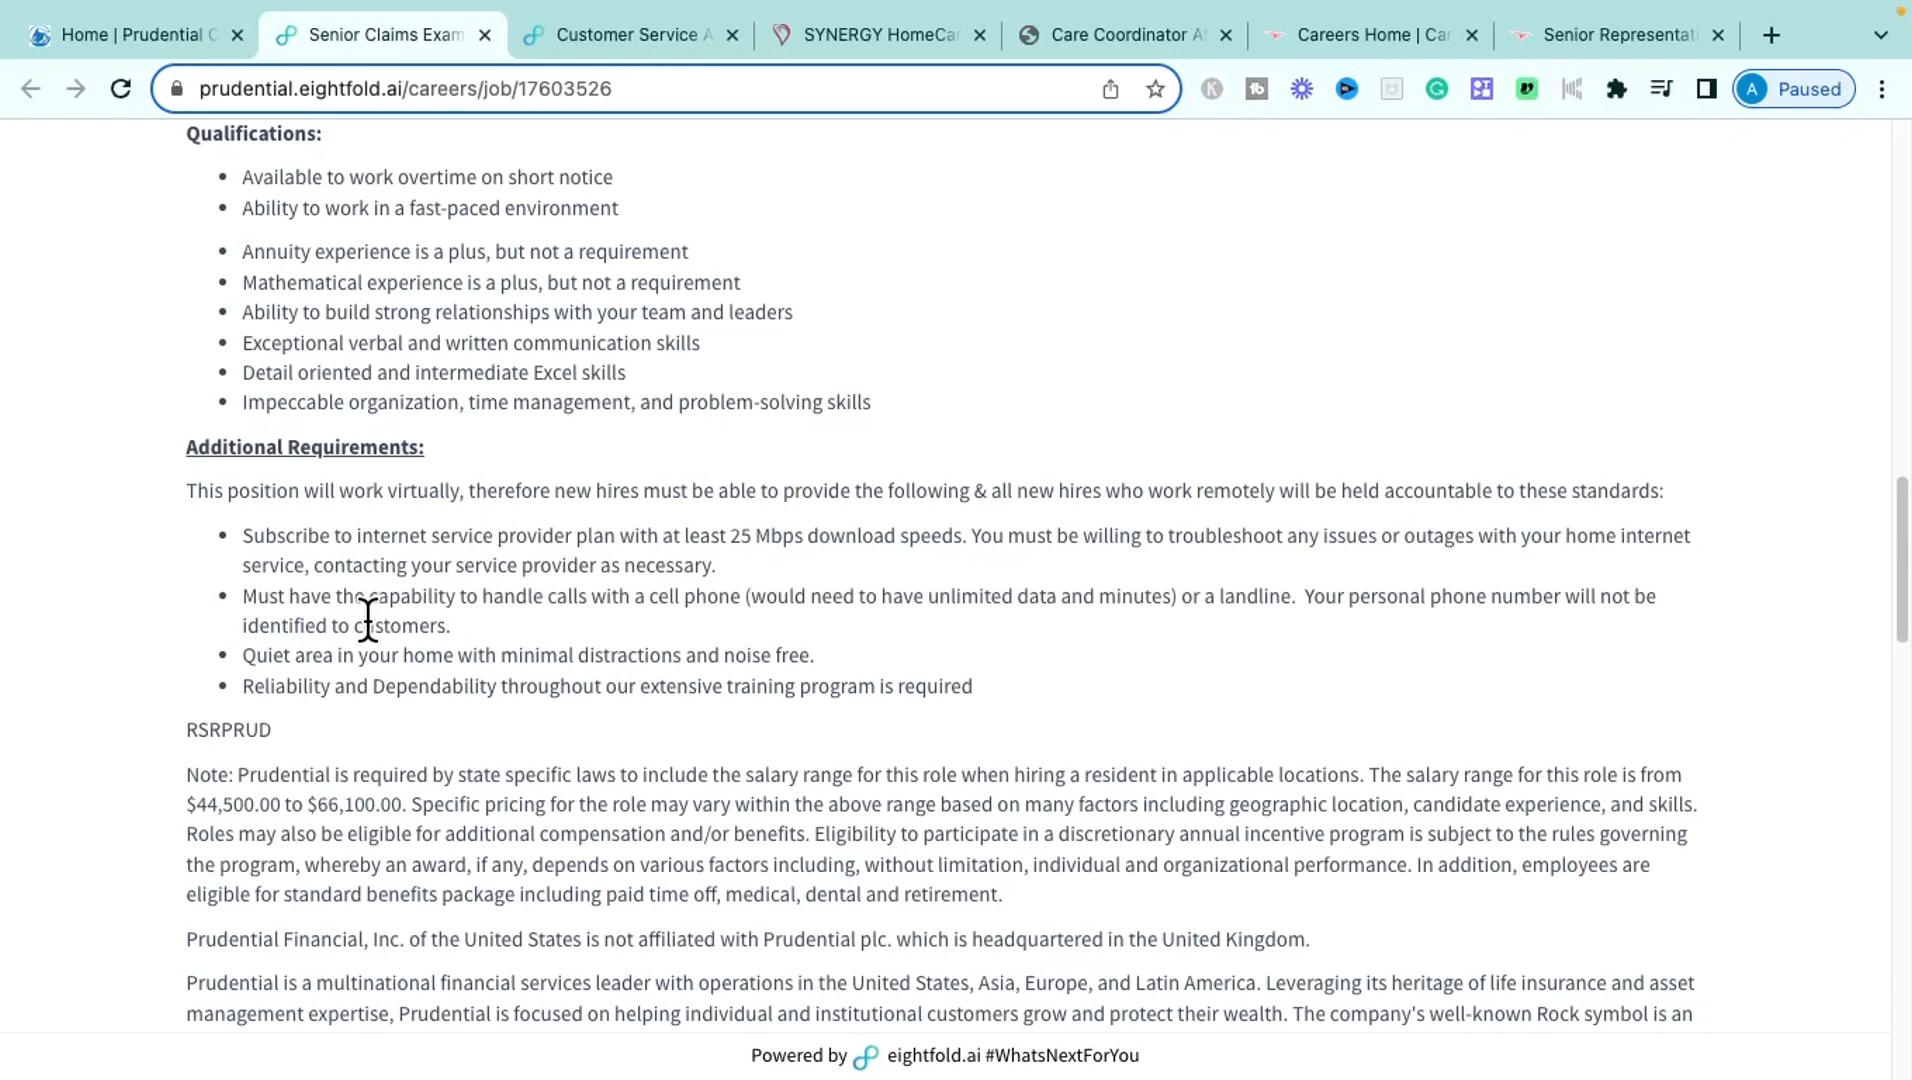 Home | Prudential C
Senior Claims Exam
Customer Service A
SYNERGY HomeCar
Care Coordinator A
Careers Home | Car
Senior Representati
prudential.eightfold.ai/careers/job/17603526
A Paused
Qualifications:
• Available to work overtime on short notice
• Ability to work in a fast-paced environment
• Annuity experience is a plus, but not a requirement
• Mathematical experience is a plus, but not a requirement
• Ability to build strong relationships with your team and leaders
• Exceptional verbal and written communication skills
• Detail oriented and intermediate Excel skills
• Impeccable organization, time management, and problem-solving skills
Additional Requirements:
This position will work virtually, therefore new hires must be able to provide the following & all new hires who work remotely will be held accountable to these standards:
• Subscribe to internet service provider plan with at least 25 Mbps download speeds. You must be willing to troubleshoot any issues or outages with your home internet
service, contacting your service provider as necessary.
• Must have the capability to handle calls with a cell phone (would need to have unlimited data and minutes) or a landline.  Your personal phone number will not be
identified to customers.
• Quiet area in your home with minimal distractions and noise free.
• Reliability and Dependability throughout our extensive training program is required
RSRPRUD
Note: Prudential is required by state specific laws to include the salary range for this role when hiring a resident in applicable locations. The salary range for this role is from
$44,500.00 to $66,100.00. Specific pricing for the role may vary within the above range based on many factors including geographic location, candidate experience, and skills.
Roles may also be eligible for additional compensation and/or benefits. Eligibility to participate in a discretionary annual incentive program is subject to the rules governing
the program, whereby an award, if any, depends on various factors including, without limitation, individual and organizational performance. In addition, employees are
eligible for standard benefits package including paid time off, medical, dental and retirement.
Prudential Financial, Inc. of the United States is not affiliated with Prudential plc. which is headquartered in the United Kingdom.
Prudential is a multinational financial services leader with operations in the United States, Asia, Europe, and Latin America. Leveraging its heritage of life insurance and asset
management expertise, Prudential is focused on helping individual and institutional customers grow and protect their wealth. The company's well-known Rock symbol is an
Powered by eightfold.ai #WhatsNextForYou